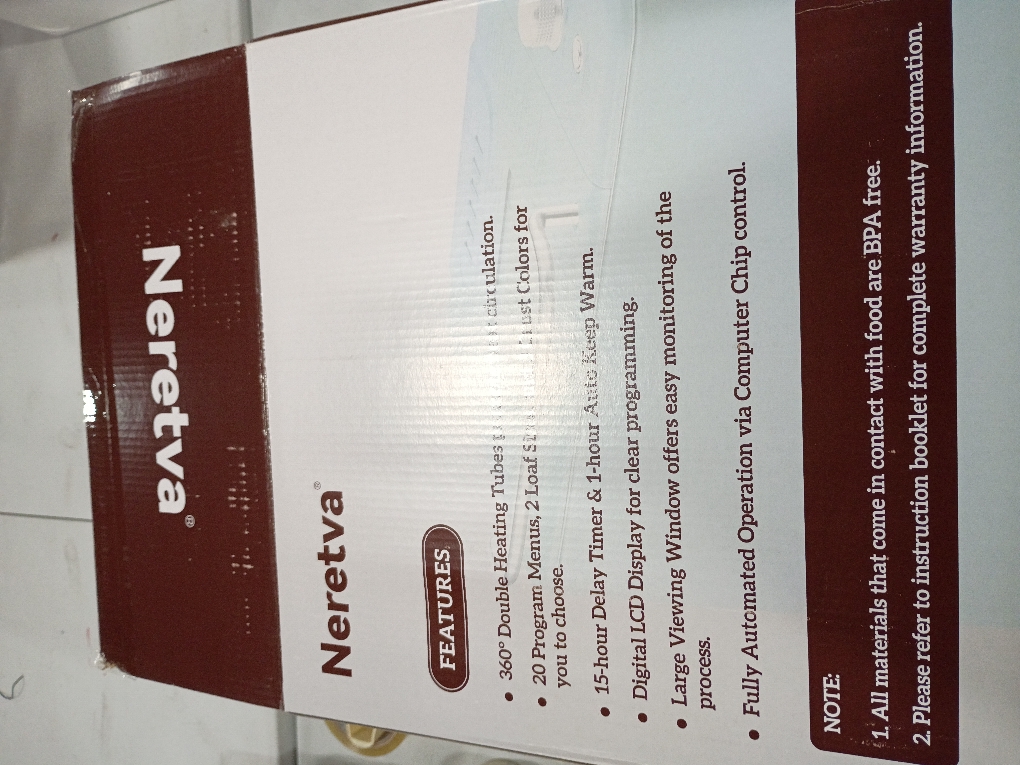 Neretva®
Neretva®
FEATURES
• 360° Double Heating Tubes circulation.
• 20 Program Menus, 2 Loaf Colors for
you to choose.
• 15-hour Delay Timer & 1-hour Auto Keep Warm.
• Digital LCD Display for clear programming.
• Large Viewing Window offers easy monitoring of the
process.
• Fully Automated Operation via Computer Chip control.
NOTE:
1. All materials that come in contact with food are BPA free.
2. Please refer to instruction booklet for complete warranty information.